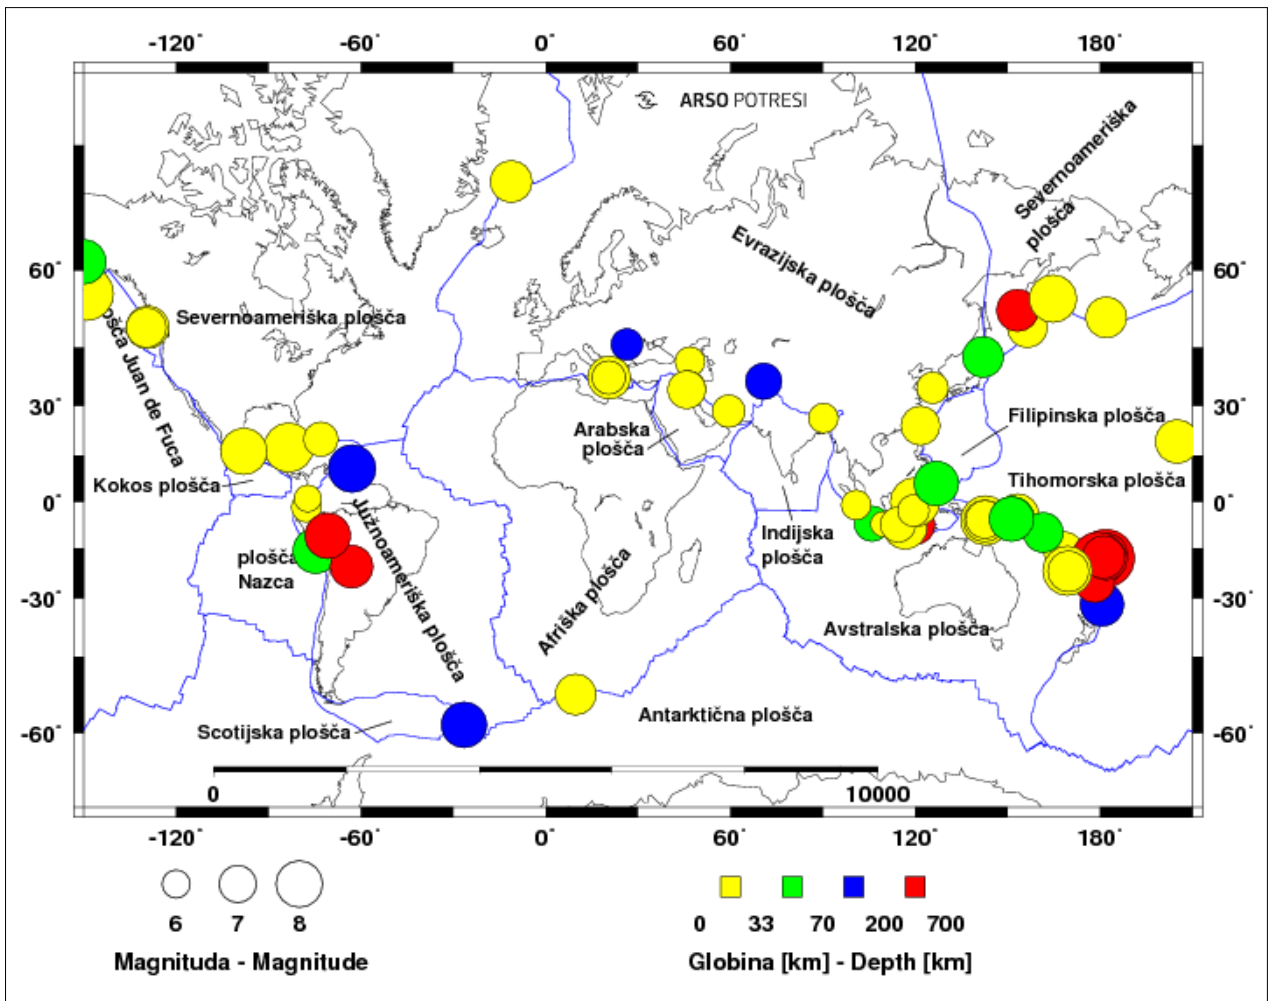 -120° -60° 0° 60° 120° 180°
ARSO POTRESI
Severnoameriška
plošča
Evrazijska plošča
60° 60°
Severnoameriška plošča
ošča Juan de Fuca
30° 30°
Filipinska plošča
Arabska
plošča
Tihomorska plošča
Kokos plošča
0° 0°
Južnoameriška plošča
Indijska
plošča
plošča
Nazca
Afriška plošča
-30° -30°
Avstralska plošča
Antarktična plošča
Scotijska plošča
-60° -60°
0 10000
-120° -60° 0° 60° 120° 180°
6 7 8
0 33 70 200 700
Magnituda - Magnitude
Globina [km] - Depth [km]